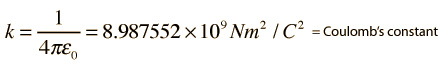 k = 1/(4πε₀) = 8.987552 × 10⁹ Nm² / C² = Coulomb's constant